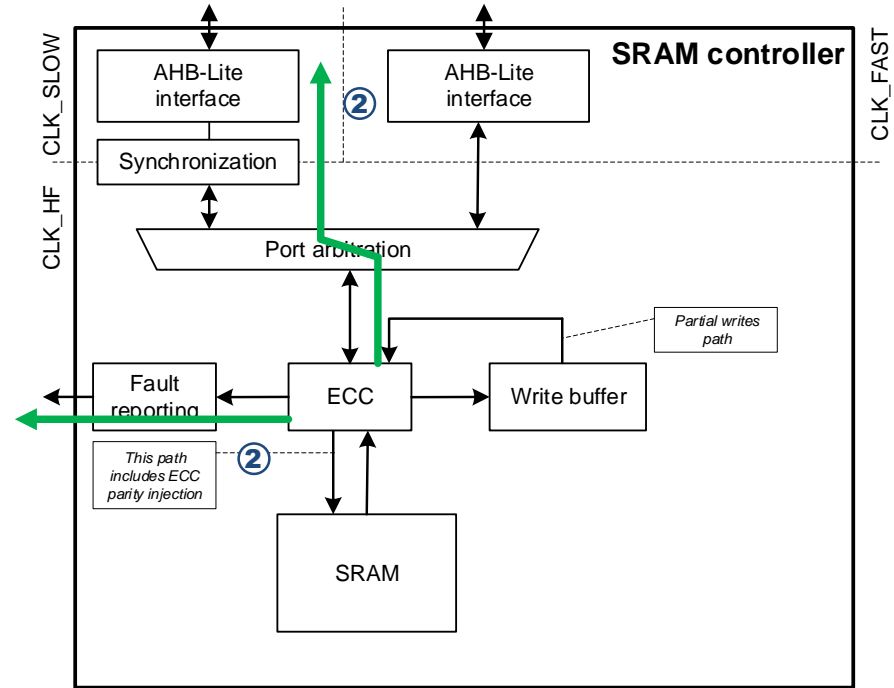 SRAM controller
CLK_SLOW
CLK_FAST
AHB-Lite
interface
②
AHB-Lite
interface
Synchronization
CLK_HF
Port arbitration
Partial writes
path
Fault
reporting
ECC
Write buffer
This path
includes ECC
parity injection
②
SRAM